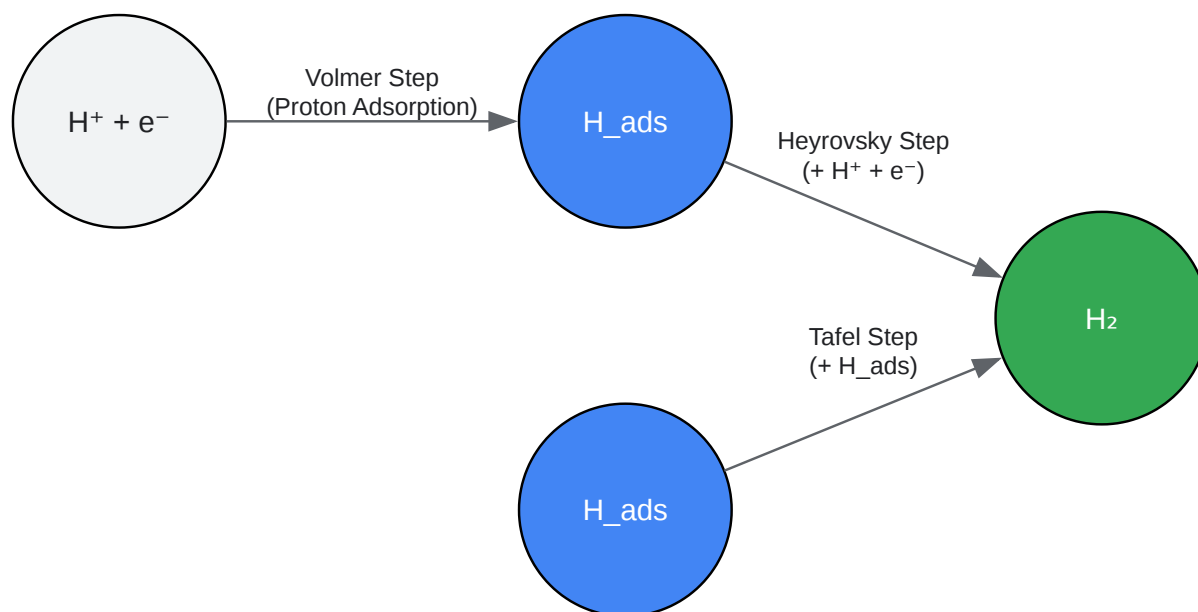 H⁺ + e⁻
Volmer Step
(Proton Adsorption)
H_ads
Heyrovsky Step
(+ H⁺ + e⁻)
H₂
Tafel Step
(+ H_ads)
H_ads